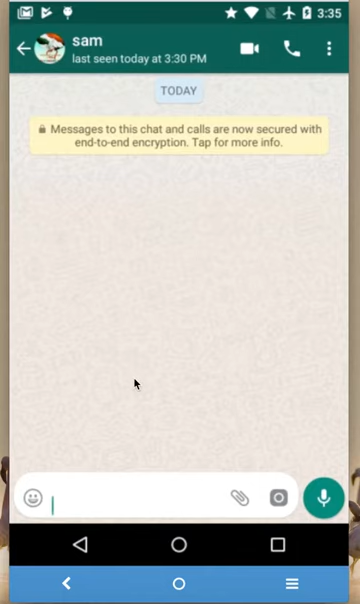 3:35
sam
last seen today at 3:30 PM
TODAY
Messages to this chat and calls are now secured with
end-to-end encryption. Tap for more info.